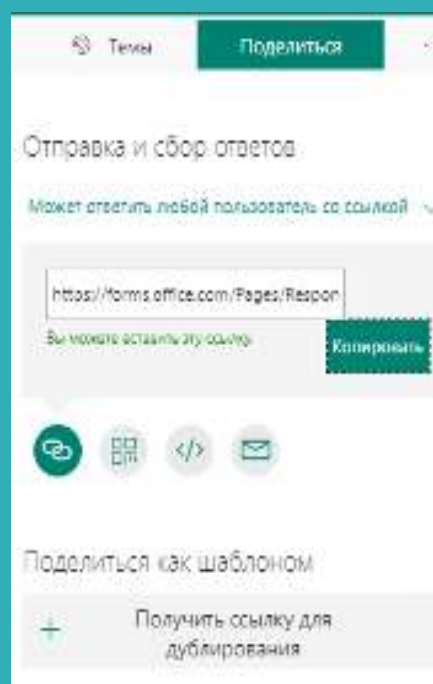 Темы
Поделиться
Отправка и сбор ответов
Может ответить любой пользователь со ссылкой
https://forms.office.com/Pages/Respon
Вы можете вставить эту ссылку
Копировать
Поделиться как шаблоном
+ Получить ссылку для
дублирования